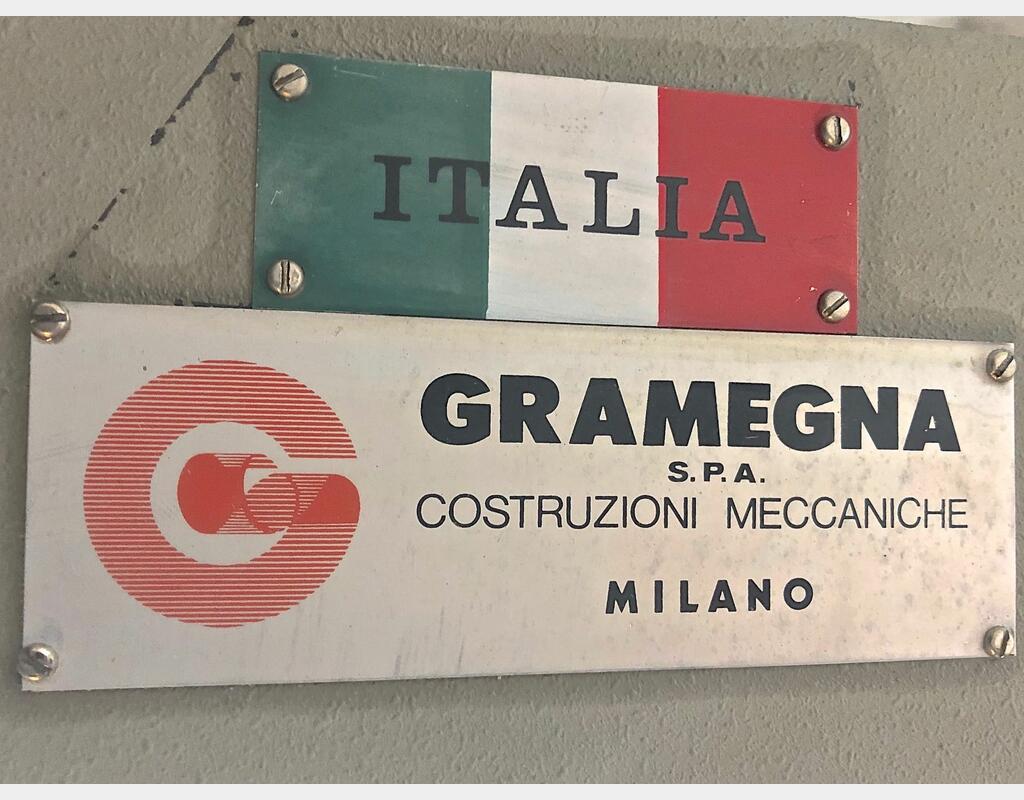 ITALIA
GRAMEGNA
S.P.A.
COSTRUZIONI MECCANICHE
MILANO